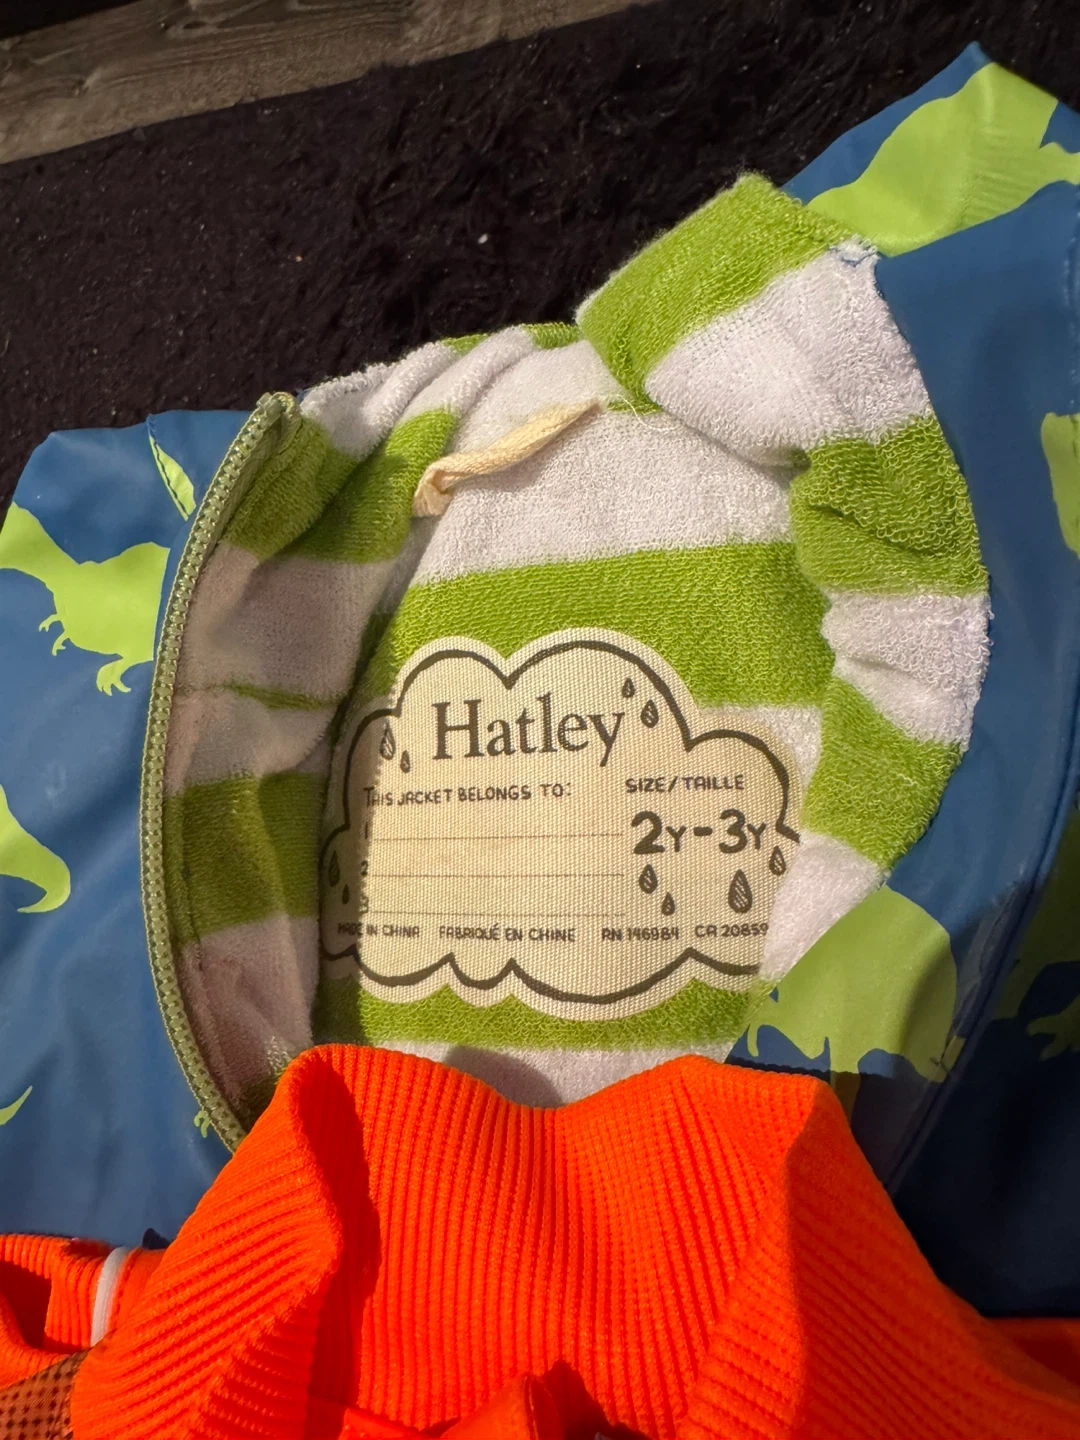 Hatley
THIS JACKET BELONGS TO:
SIZE/TAILLE
2Y-3Y
1
2
3
MADE IN CHINA FABRIQUÉ EN CHINE RN 146984 CA 20859